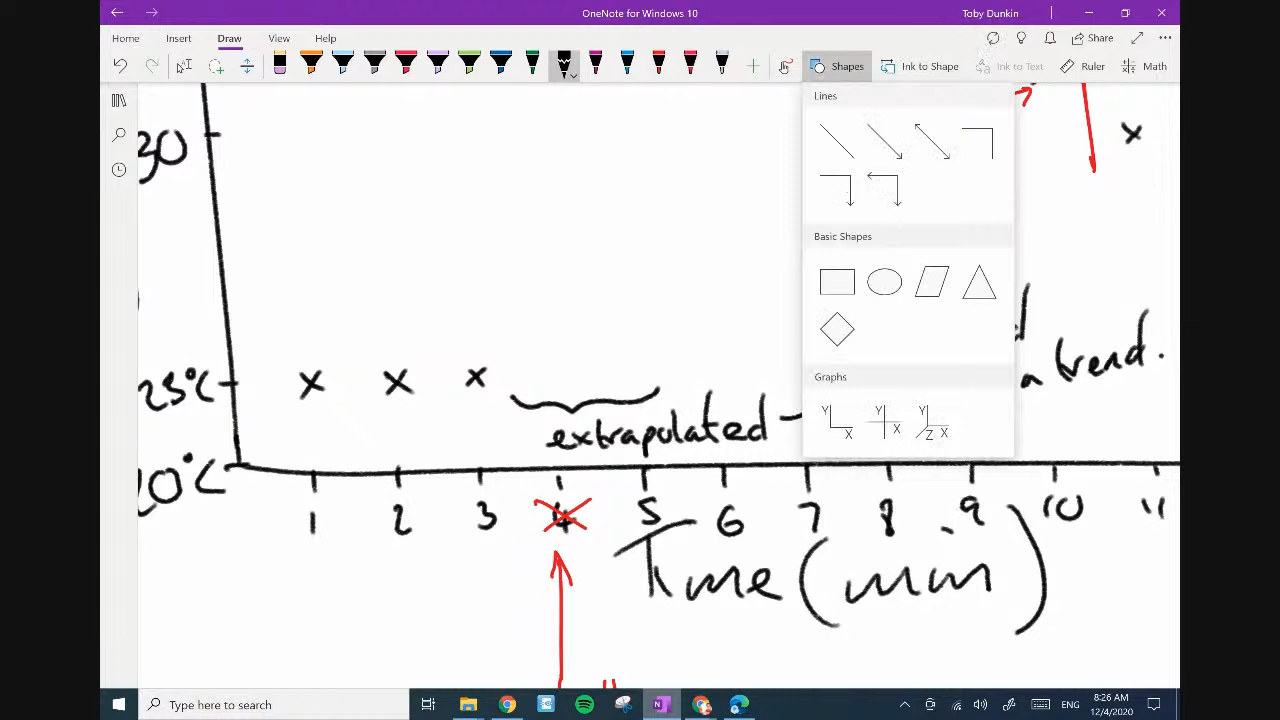 OneNote for Windows 10
Toby Dunkin
Home Insert Draw View Help Share
Shapes Ink to Shape Ink to Text Ruler Math
Lines
Basic Shapes
Graphs
Y X Y X Y Z X
30
25°C
20°C
x x x x
extrapolated –
a trend.
1 2 3 4 5 6 7 8 9 10 11
Time (min)
"
Type here to search
ENG
8:26 AM
12/4/2020